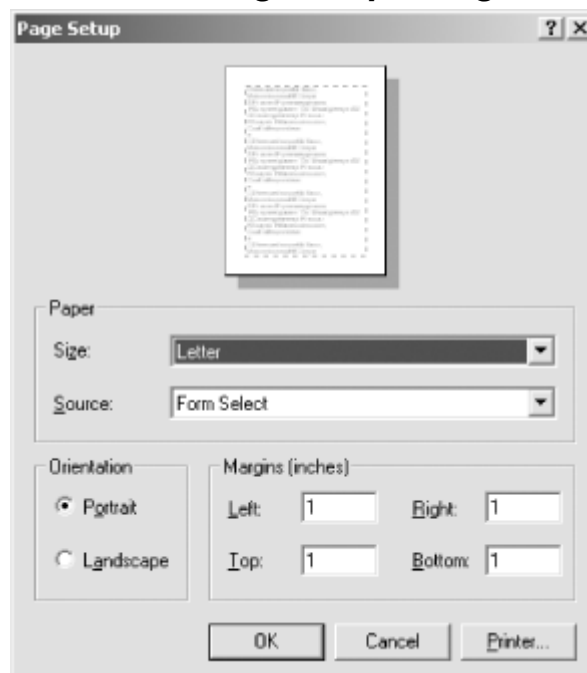 Page Setup
Paper
Size: Letter
Source: Form Select
Orientation
Portrait
Landscape
Margins (inches)
Left: 1 Right: 1
Top: 1 Bottom: 1
OK Cancel Printer...